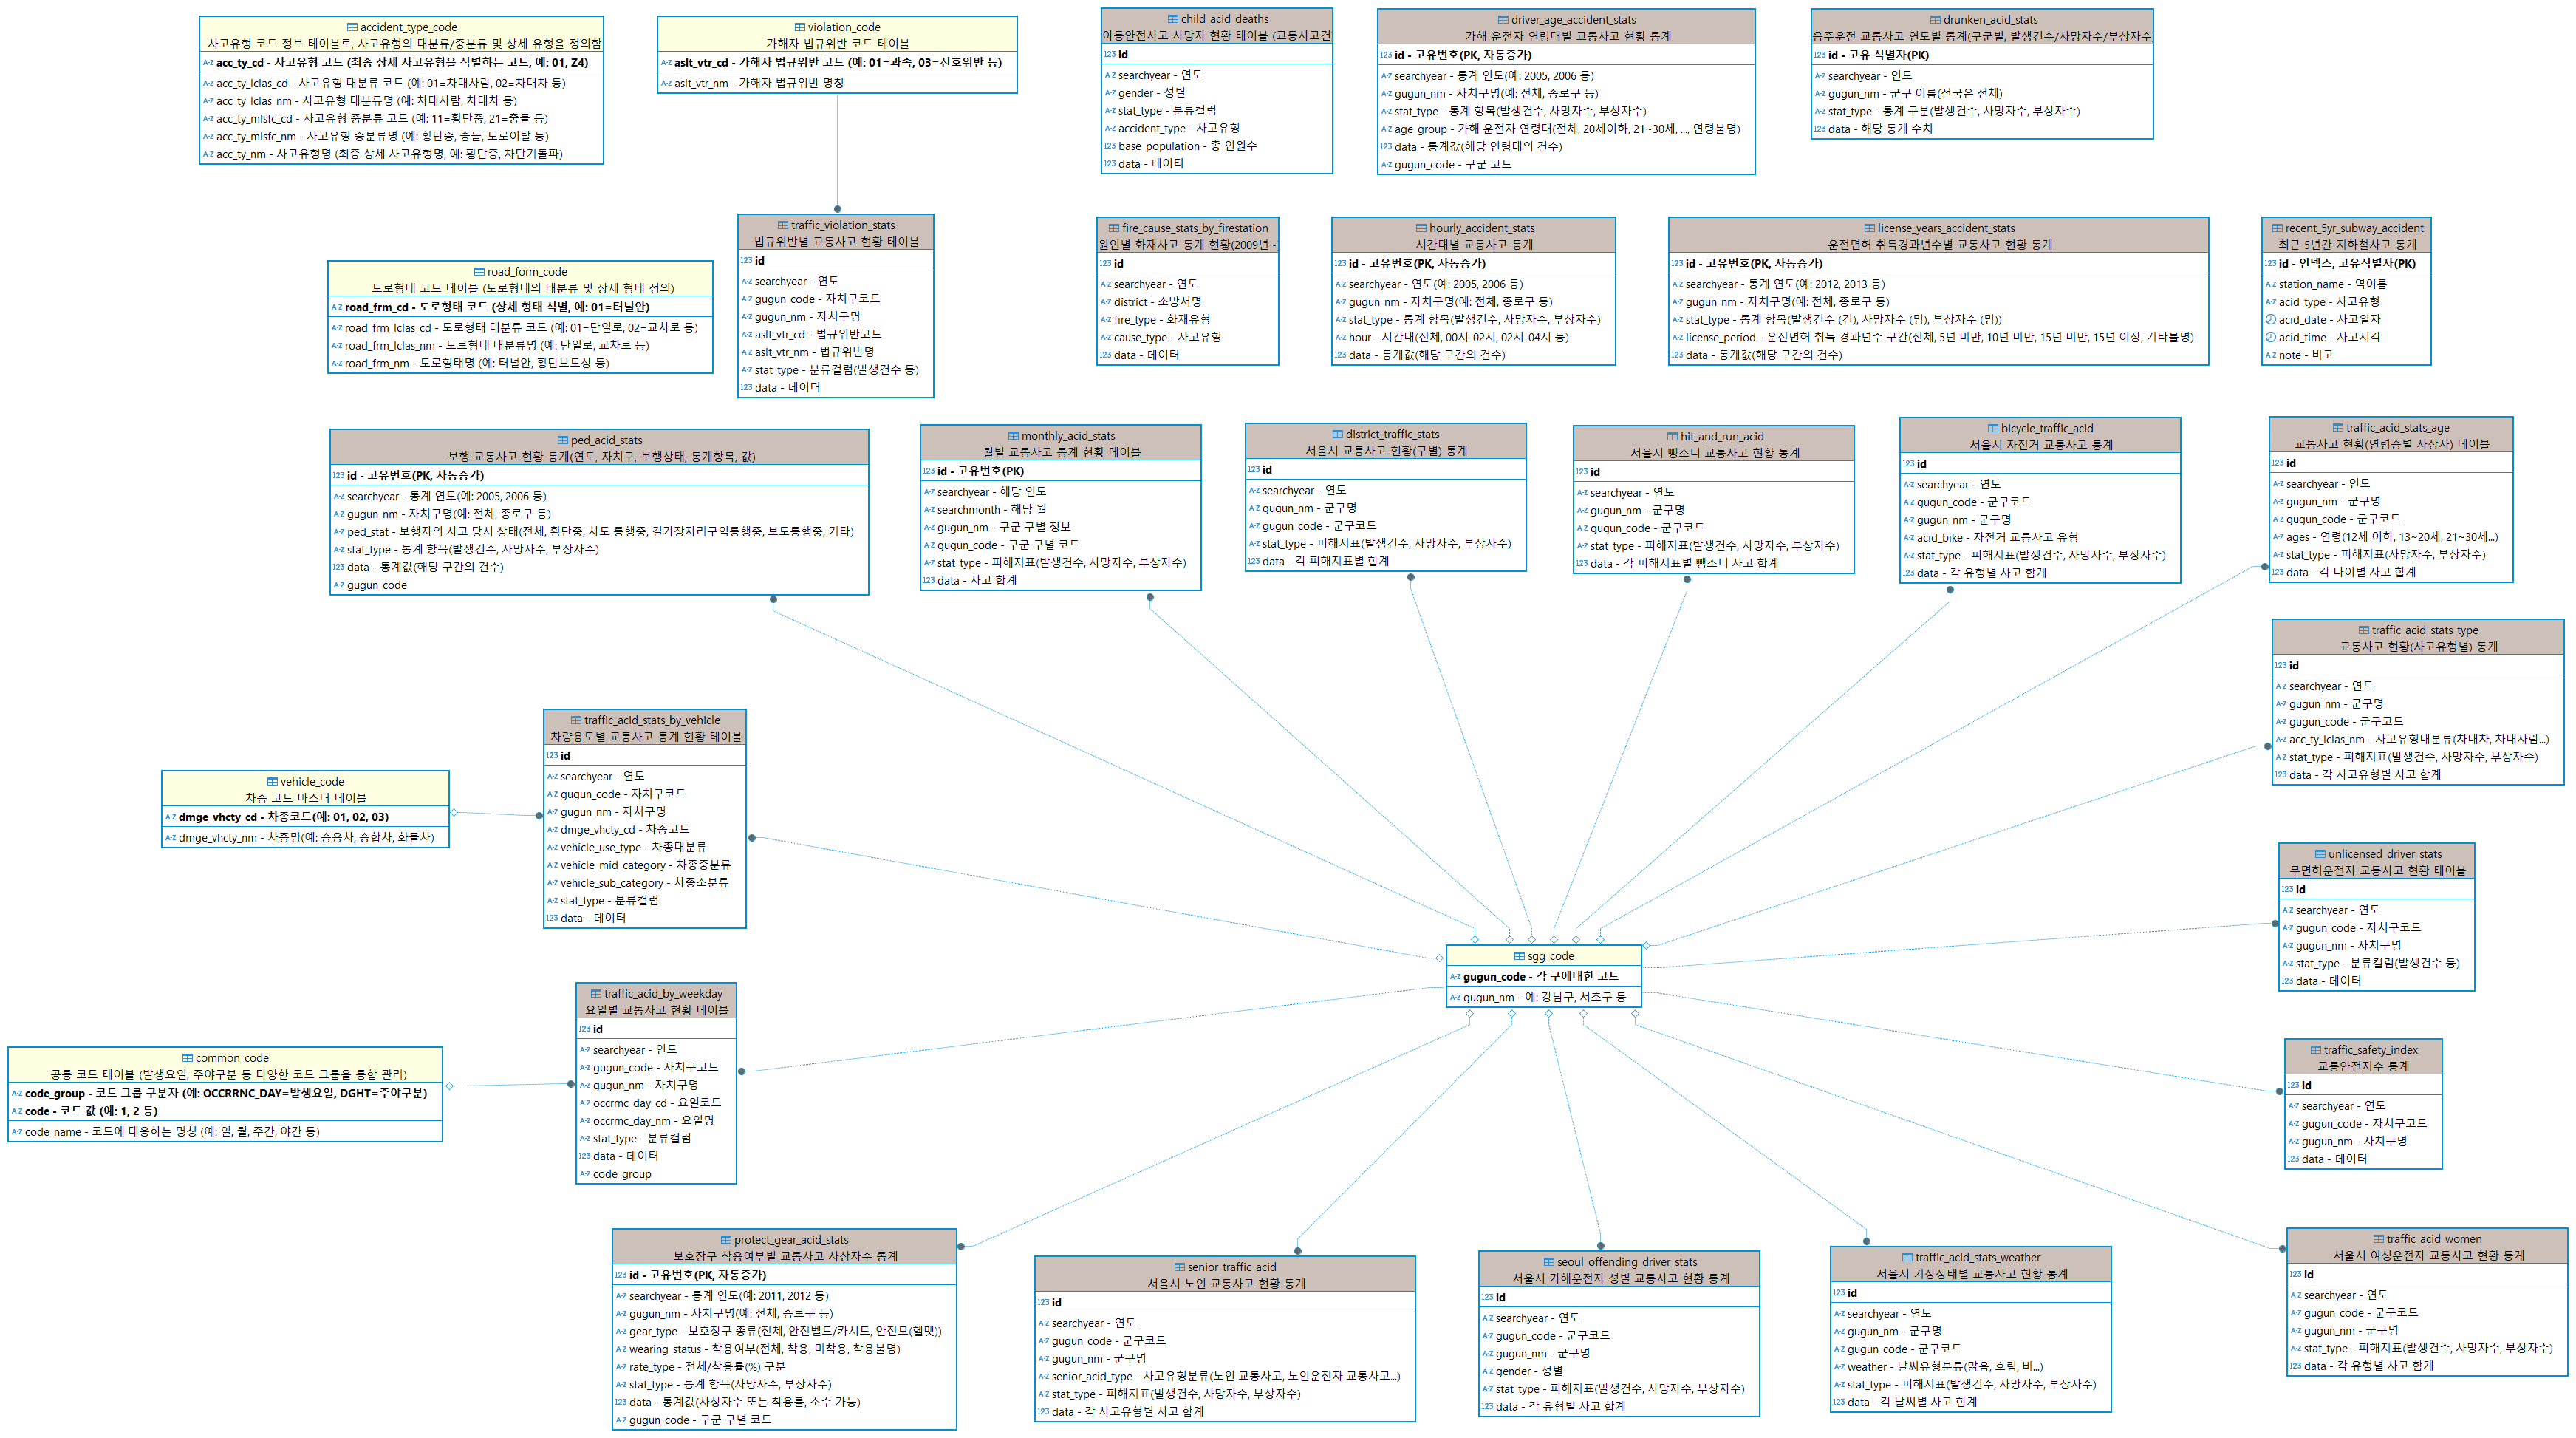 accident_type_code
사고유형 코드 정보 테이블로, 사고유형의 대분류/중분류 및 상세 유형을 정의함
acc_ty_cd - 사고유형 코드 (최종 상세 사고유형을 식별하는 코드, 예: 01, Z4)
acc_ty_lclas_cd - 사고유형 대분류 코드 (예: 01=차대사람, 02=차대차 등)
acc_ty_lclas_nm - 사고유형 대분류명 (예: 차대사람, 차대차 등)
acc_ty_mlsfc_cd - 사고유형 중분류 코드 (예: 11=횡단중, 21=충돌 등)
acc_ty_mlsfc_nm - 사고유형 중분류명 (예: 횡단중, 충돌, 도로이탈 등)
acc_ty_nm - 사고유형명 (최종 상세 사고유형명, 예: 횡단중, 차단기돌파)
violation_code
가해자 법규위반 코드 테이블
aslt_vtr_cd - 가해자 법규위반 코드 (예: 01=과속, 03=신호위반 등)
aslt_vtr_nm - 가해자 법규위반 명칭
child_acid_deaths
아동안전사고 사망자 현황 테이블 (교통사고건
id
searchyear - 연도
gender - 성별
stat_type - 분류컬럼
accident_type - 사고유형
base_population - 총 인원수
data - 데이터
driver_age_accident_stats
가해 운전자 연령대별 교통사고 현황 통계
id - 고유번호(PK, 자동증가)
searchyear - 통계 연도(예: 2005, 2006 등)
gugun_nm - 자치구명(예: 전체, 종로구 등)
stat_type - 통계 항목(발생건수, 사망자수, 부상자수)
age_group - 가해 운전자 연령대(전체, 20세이하, 21~30세, ..., 연령불명)
data - 통계값(해당 연령대의 건수)
gugun_code - 구군 코드
drunken_acid_stats
음주운전 교통사고 연도별 통계(구군별, 발생건수/사망자수/부상자수
id - 고유 식별자(PK)
searchyear - 연도
gugun_nm - 군구 이름(전국은 전체)
stat_type - 통계 구분(발생건수, 사망자수, 부상자수)
data - 해당 통계 수치
road_form_code
도로형태 코드 테이블 (도로형태의 대분류 및 상세 형태 정의)
road_frm_cd - 도로형태 코드 (상세 형태 식별, 예: 01=터널안)
road_frm_lclas_cd - 도로형태 대분류 코드 (예: 01=단일로, 02=교차로 등)
road_frm_lclas_nm - 도로형태 대분류명 (예: 단일로, 교차로 등)
road_frm_nm - 도로형태명 (예: 터널안, 횡단보도상 등)
traffic_violation_stats
법규위반별 교통사고 현황 테이블
id
searchyear - 연도
gugun_code - 자치구코드
gugun_nm - 자치구명
aslt_vtr_cd - 법규위반코드
aslt_vtr_nm - 법규위반명
stat_type - 분류컬럼(발생건수 등)
data - 데이터
fire_cause_stats_by_firestation
원인별 화재사고 통계 현황(2009년~
id
searchyear - 연도
district - 소방서명
fire_type - 화재유형
cause_type - 사고유형
data - 데이터
hourly_accident_stats
시간대별 교통사고 통계
id - 고유번호(PK, 자동증가)
searchyear - 연도(예: 2005, 2006 등)
gugun_nm - 자치구명(예: 전체, 종로구 등)
stat_type - 통계 항목(발생건수, 사망자수, 부상자수)
hour - 시간대(전체, 00시-02시, 02시-04시 등)
data - 통계값(해당 구간의 건수)
license_years_accident_stats
운전면허 취득경과년수별 교통사고 현황 통계
id - 고유번호(PK, 자동증가)
searchyear - 통계 연도(예: 2012, 2013 등)
gugun_nm - 자치구명(예: 전체, 종로구 등)
stat_type - 통계 항목(발생건수 (건), 사망자수 (명), 부상자수 (명))
license_period - 운전면허 취득 경과년수 구간(전체, 5년 미만, 10년 미만, 15년 미만, 15년 이상, 기타불명)
data - 통계값(해당 구간의 건수)
recent_5yr_subway_accident
최근 5년간 지하철사고 통계
id - 인덱스, 고유식별자(PK)
station_name - 역이름
acid_type - 사고유형
acid_date - 사고일자
acid_time - 사고시각
note - 비고
ped_acid_stats
보행 교통사고 현황 통계(연도, 자치구, 보행상태, 통계항목, 값)
id - 고유번호(PK, 자동증가)
searchyear - 통계 연도(예: 2005, 2006 등)
gugun_nm - 자치구명(예: 전체, 종로구 등)
ped_stat - 보행자의 사고 당시 상태(전체, 횡단중, 차도 통행중, 길가장자리구역통행중, 보도통행중, 기타)
stat_type - 통계 항목(발생건수, 사망자수, 부상자수)
data - 통계값(해당 구간의 건수)
gugun_code
monthly_acid_stats
월별 교통사고 통계 현황 테이블
id - 고유번호(PK)
searchyear - 해당 연도
searchmonth - 해당 월
gugun_nm - 구군 구별 정보
gugun_code - 구군 구별 코드
stat_type - 피해지표(발생건수, 사망자수, 부상자수)
data - 사고 합계
district_traffic_stats
서울시 교통사고 현황(구별) 통계
id
searchyear - 연도
gugun_nm - 군구명
gugun_code - 군구코드
stat_type - 피해지표(발생건수, 사망자수, 부상자수)
data - 각 피해지표별 합계
hit_and_run_acid
서울시 뺑소니 교통사고 현황 통계
id
searchyear - 연도
gugun_nm - 군구명
gugun_code - 군구코드
stat_type - 피해지표(발생건수, 사망자수, 부상자수)
data - 각 피해지표별 뺑소니 사고 합계
bicycle_traffic_acid
서울시 자전거 교통사고 통계
id
searchyear - 연도
gugun_code - 군구코드
gugun_nm - 군구명
acid_bike - 자전거 교통사고 유형
stat_type - 피해지표(발생건수, 사망자수, 부상자수)
data - 각 유형별 사고 합계
traffic_acid_stats_age
교통사고 현황(연령층별 사상자) 테이블
id
searchyear - 연도
gugun_nm - 군구명
gugun_code - 군구코드
ages - 연령(12세 이하, 13~20세, 21~30세...)
stat_type - 피해지표(사망자수, 부상자수)
data - 각 나이별 사고 합계
traffic_acid_stats_type
교통사고 현황(사고유형별) 통계
id
searchyear - 연도
gugun_nm - 군구명
gugun_code - 군구코드
acc_ty_lclas_nm - 사고유형대분류(차대차, 차대사람...)
stat_type - 피해지표(발생건수, 사망자수, 부상자수)
data - 각 사고유형별 사고 합계
traffic_acid_stats_by_vehicle
차량용도별 교통사고 통계 현황 테이블
id
searchyear - 연도
gugun_code - 자치구코드
gugun_nm - 자치구명
dmge_vhcty_cd - 차종코드
vehicle_use_type - 차종대분류
vehicle_mid_category - 차종중분류
vehicle_sub_category - 차종소분류
stat_type - 분류컬럼
data - 데이터
vehicle_code
차종 코드 마스터 테이블
dmge_vhcty_cd - 차종코드(예: 01, 02, 03)
dmge_vhcty_nm - 차종명(예: 승용차, 승합차, 화물차)
unlicensed_driver_stats
무면허운전자 교통사고 현황 테이블
id
searchyear - 연도
gugun_code - 자치구코드
gugun_nm - 자치구명
stat_type - 분류컬럼(발생건수 등)
data - 데이터
sgg_code
gugun_code - 각 구에대한 코드
gugun_nm - 예: 강남구, 서초구 등
traffic_acid_by_weekday
요일별 교통사고 현황 테이블
id
searchyear - 연도
gugun_code - 자치구코드
gugun_nm - 자치구명
occrrnc_day_cd - 요일코드
occrrnc_day_nm - 요일명
stat_type - 분류컬럼
data - 데이터
code_group
common_code
공통 코드 테이블 (발생요일, 주야구분 등 다양한 코드 그룹을 통합 관리)
code_group - 코드 그룹 구분자 (예: OCCRRNC_DAY=발생요일, DGHT=주야구분)
code - 코드 값 (예: 1, 2 등)
code_name - 코드에 대응하는 명칭 (예: 일, 월, 주간, 야간 등)
traffic_safety_index
교통안전지수 통계
id
searchyear - 연도
gugun_code - 자치구코드
gugun_nm - 자치구명
data - 데이터
protect_gear_acid_stats
보호장구 착용여부별 교통사고 사상자수 통계
id - 고유번호(PK, 자동증가)
searchyear - 통계 연도(예: 2011, 2012 등)
gugun_nm - 자치구명(예: 전체, 종로구 등)
gear_type - 보호장구 종류(전체, 안전벨트/카시트, 안전모(헬멧))
wearing_status - 착용여부(전체, 착용, 미착용, 착용불명)
rate_type - 전체/착용률(%) 구분
stat_type - 통계 항목(사망자수, 부상자수)
data - 통계값(사상자수 또는 착용률, 소수 가능)
gugun_code - 구군 구별 코드
senior_traffic_acid
서울시 노인 교통사고 현황 통계
id
searchyear - 연도
gugun_code - 군구코드
gugun_nm - 군구명
senior_acid_type - 사고유형분류(노인 교통사고, 노인운전자 교통사고...)
stat_type - 피해지표(발생건수, 사망자수, 부상자수)
data - 각 사고유형별 사고 합계
seoul_offending_driver_stats
서울시 가해운전자 성별 교통사고 현황 통계
id
searchyear - 연도
gugun_code - 군구코드
gugun_nm - 군구명
gender - 성별
stat_type - 피해지표(발생건수, 사망자수, 부상자수)
data - 각 유형별 사고 합계
traffic_acid_stats_weather
서울시 기상상태별 교통사고 현황 통계
id
searchyear - 연도
gugun_nm - 군구명
gugun_code - 군구코드
weather - 날씨유형분류(맑음, 흐림, 비...)
stat_type - 피해지표(발생건수, 사망자수, 부상자수)
data - 각 날씨별 사고 합계
traffic_acid_women
서울시 여성운전자 교통사고 현황 통계
id
searchyear - 연도
gugun_code - 군구코드
gugun_nm - 군구명
stat_type - 피해지표(발생건수, 사망자수, 부상자수)
data - 각 유형별 사고 합계